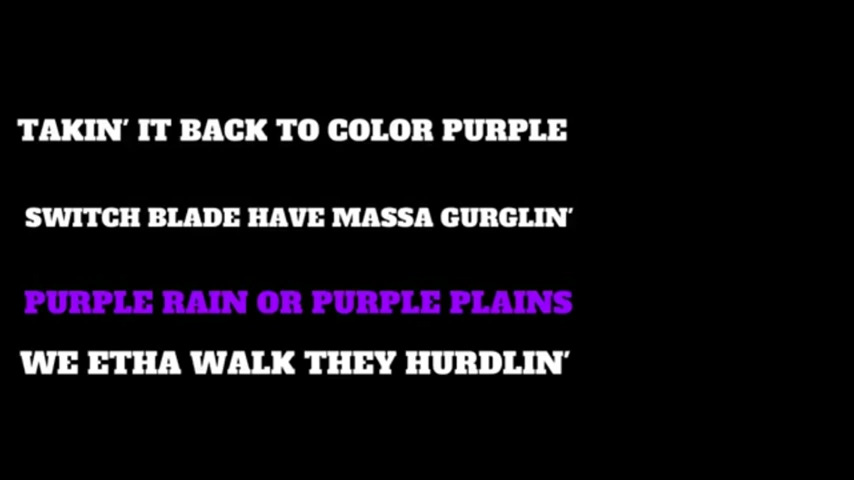 TAKIN' IT BACK TO COLOR PURPLE
SWITCH BLADE HAVE MASSA GURGLIN'
PURPLE RAIN OR PURPLE PLAINS
WE ETHA WALK THEY HURDLIN'